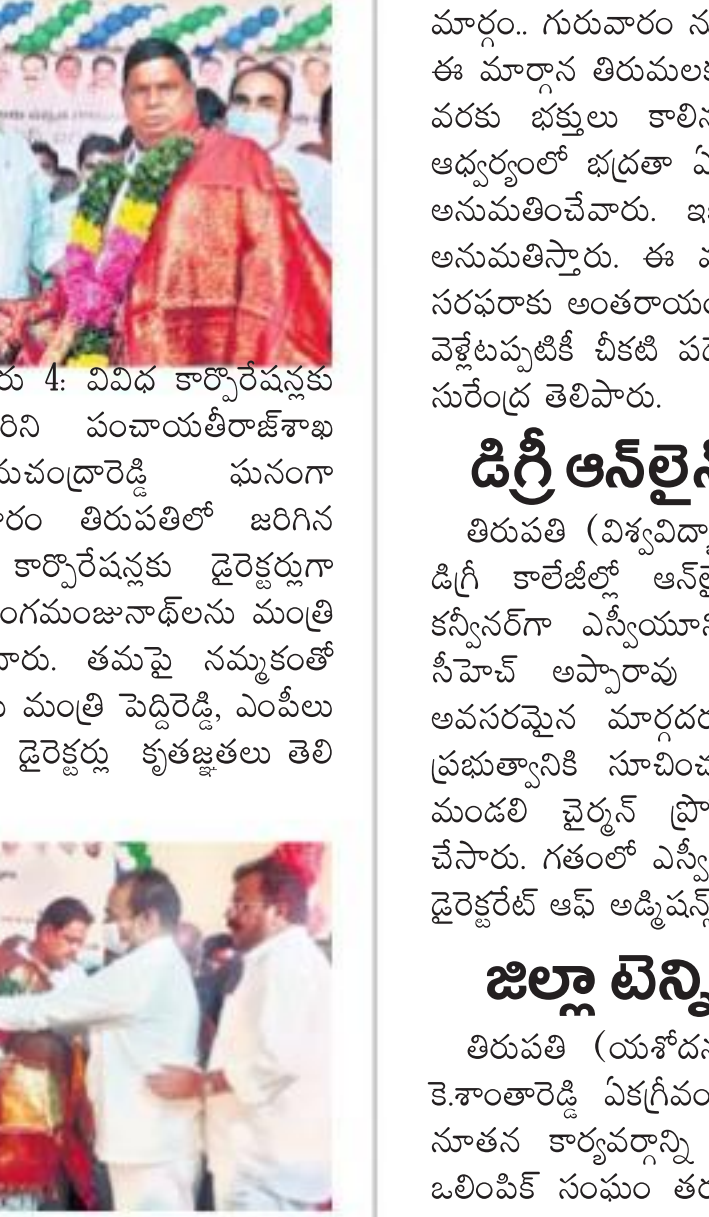 రు 4: వివిధ కార్పొరేషన్లకు
రిని పంచాయతీరాజ్‌శాఖ
చంద్రారెడ్డి ఘనంగా
రం తిరుపతిలో జరిగిన
కార్పొరేషన్లకు డైరెక్టర్లుగా
ంగమంజునాథ్‌లను మంత్రి
ారు. తమపై నమ్మకంతో
మంత్రి పెద్దిరెడ్డి, ఎంపీలు
డైరెక్టర్లు కృతజ్ఞతలు తెలి
మార్గం.. గురువారం
ఈ మార్గాన తిరుమల
వరకు భక్తులు కాలిన
ఆధ్వర్యంలో భద్రతా
అనుమతించేవారు.
అనుమతిస్తారు. ఈ
సరఫరాకు అంతరాయం
వెళ్లేటప్పటికీ చీకటి పడ
సురేంద్ర తెలిపారు.
డిగ్రీ ఆన్‌లైన్
తిరుపతి (విశ్వవిద్యా
డిగ్రీ కాలేజీల్లో ఆన్‌లై
కన్వీనర్‌గా ఎస్వీయూ
సీహెచ్ అప్పారావు
అవసరమైన మార్గదర
ప్రభుత్వానికి సూచించ
మండలి చైర్మన్ ప్రొ
చేసారు. గతంలో ఎస్వీ
డైరెక్టరేట్ ఆఫ్ అడ్మిషన్స్
జిల్లా టెన్ని
తిరుపతి (యశోదన
కె.శాంతారెడ్డి ఏకగ్రీవం
నూతన కార్యవర్గాన్ని
ఒలింపిక్ సంఘం తర